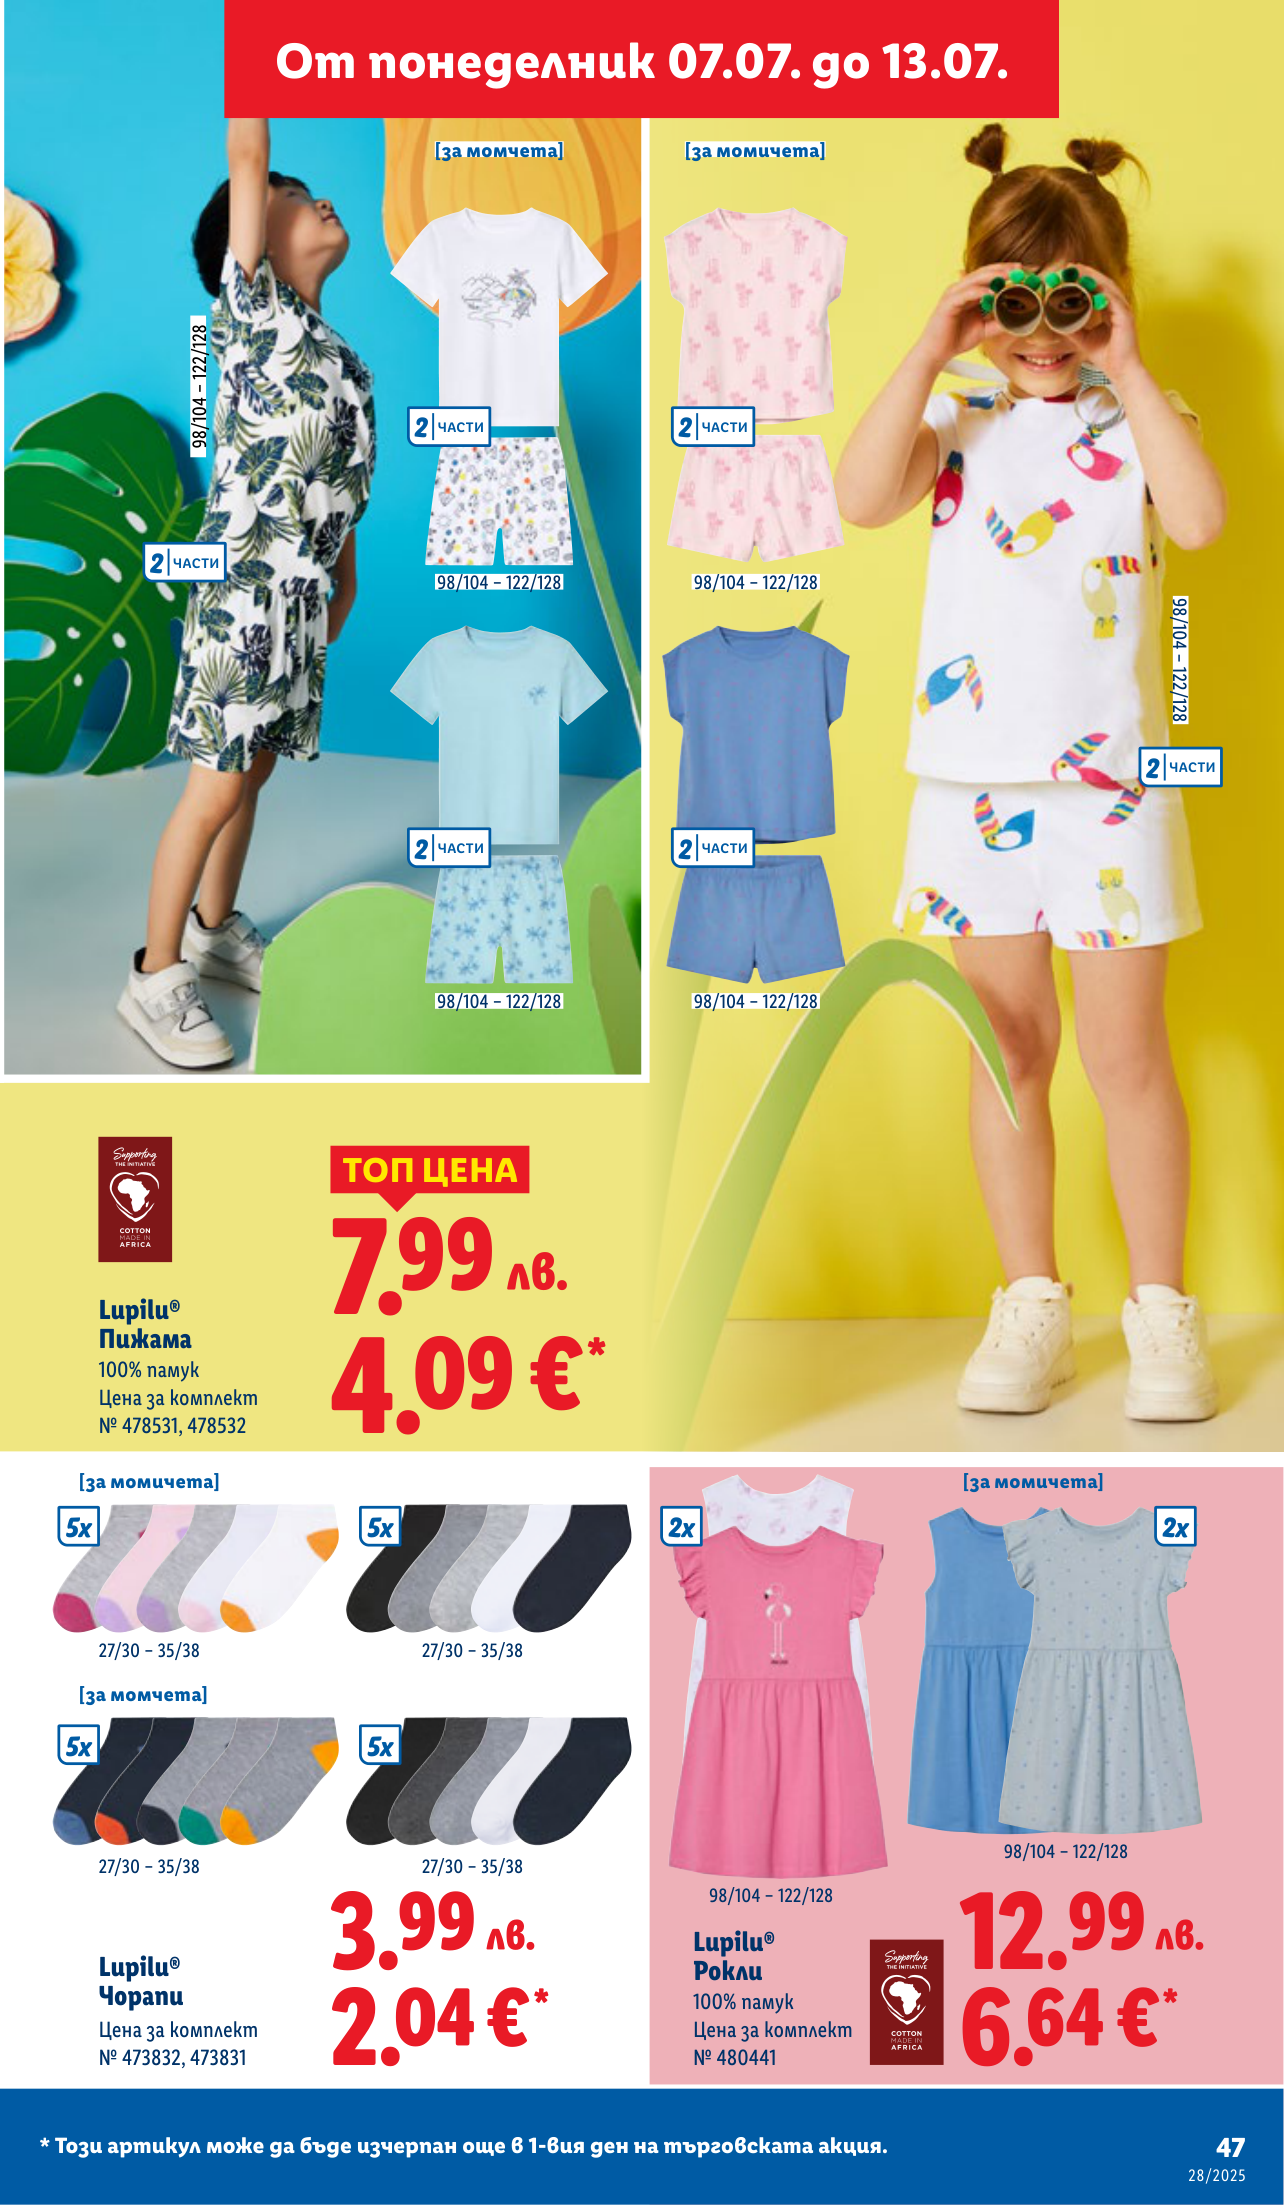 От понеделник 07.07. до 13.07.
[за момчета]
98/104 – 122/128
2 ЧАСТИ
2 ЧАСТИ
98/104 – 122/128
2 ЧАСТИ
98/104 – 122/128
[за момичета]
2 ЧАСТИ
98/104 – 122/128
2 ЧАСТИ
98/104 – 122/128
98/104 – 122/128
2 ЧАСТИ
Supporting
THE INITIATIVE
COTTON
MADE IN
AFRICA
Lupilu®
Пижама
100% памук
Цена за комплект
№ 478531, 478532
ТОП ЦЕНА
7.99 лв.
4.09 €*
[за момичета]
5x
5x
27/30 – 35/38
27/30 – 35/38
[за момчета]
5x
5x
27/30 – 35/38
27/30 – 35/38
Lupilu®
Чорапи
Цена за комплект
№ 473832, 473831
3.99 лв.
2.04 €*
[за момичета]
2x
2x
98/104 – 122/128
98/104 – 122/128
Lupilu®
Рокли
100% памук
Цена за комплект
№ 480441
Supporting
THE INITIATIVE
COTTON
MADE IN
AFRICA
12.99 лв.
6.64 €*
* Този артикул може да бъде изчерпан още в 1-вия ден на търговската акция.
47
28/2025